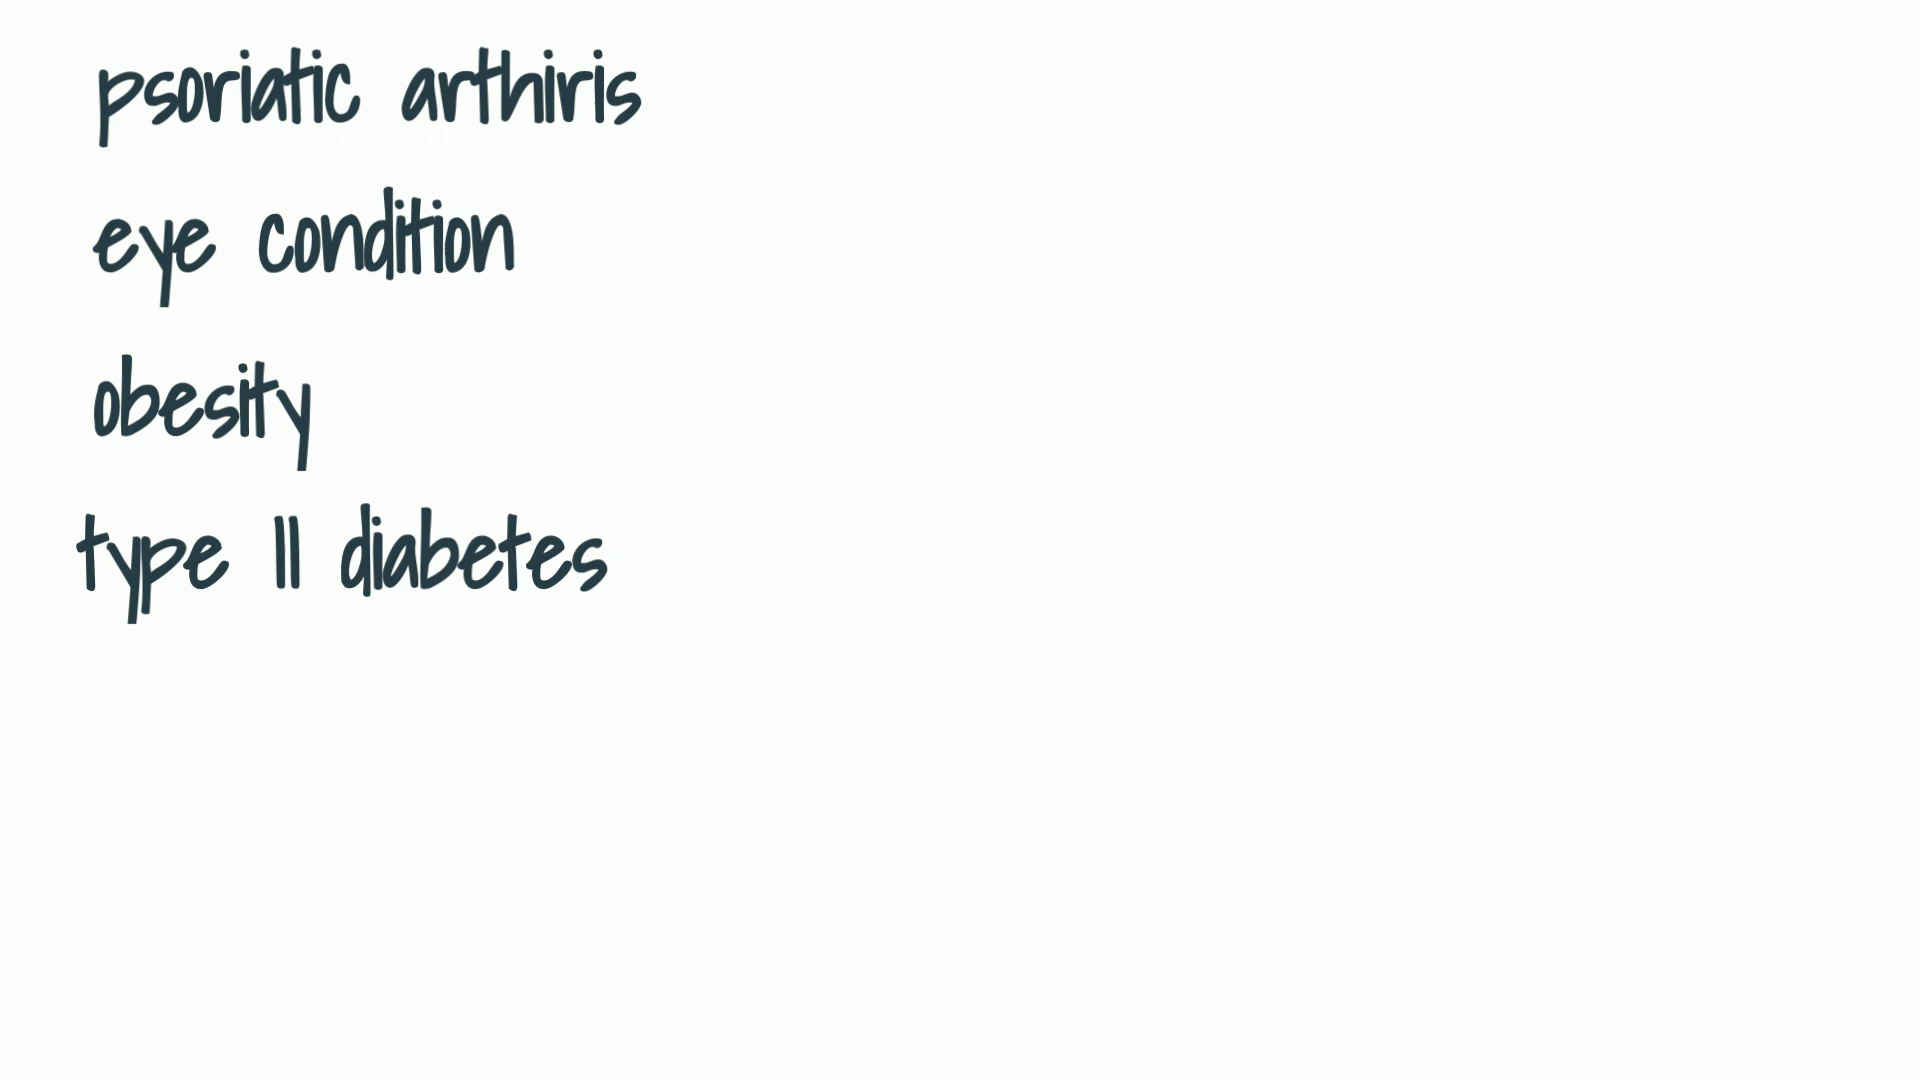 psoriatic arthiris
eye condition
obesity
type II diabetes